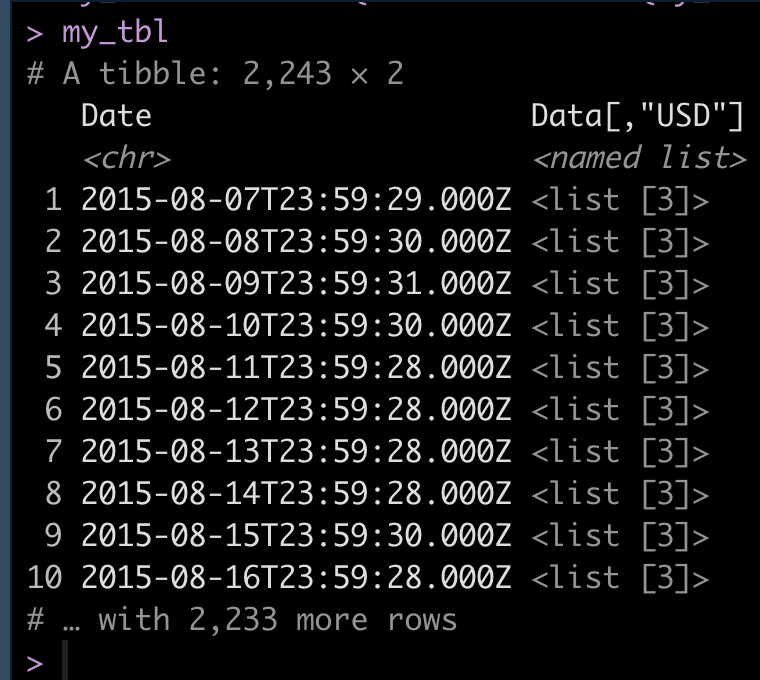 > my_tbl
# A tibble: 2,243 × 2
Date Data[,"USD"]
<chr> <named list>
1 2015-08-07T23:59:29.000Z <list [3]>
2 2015-08-08T23:59:30.000Z <list [3]>
3 2015-08-09T23:59:31.000Z <list [3]>
4 2015-08-10T23:59:30.000Z <list [3]>
5 2015-08-11T23:59:28.000Z <list [3]>
6 2015-08-12T23:59:28.000Z <list [3]>
7 2015-08-13T23:59:28.000Z <list [3]>
8 2015-08-14T23:59:28.000Z <list [3]>
9 2015-08-15T23:59:30.000Z <list [3]>
10 2015-08-16T23:59:28.000Z <list [3]>
# … with 2,233 more rows
>